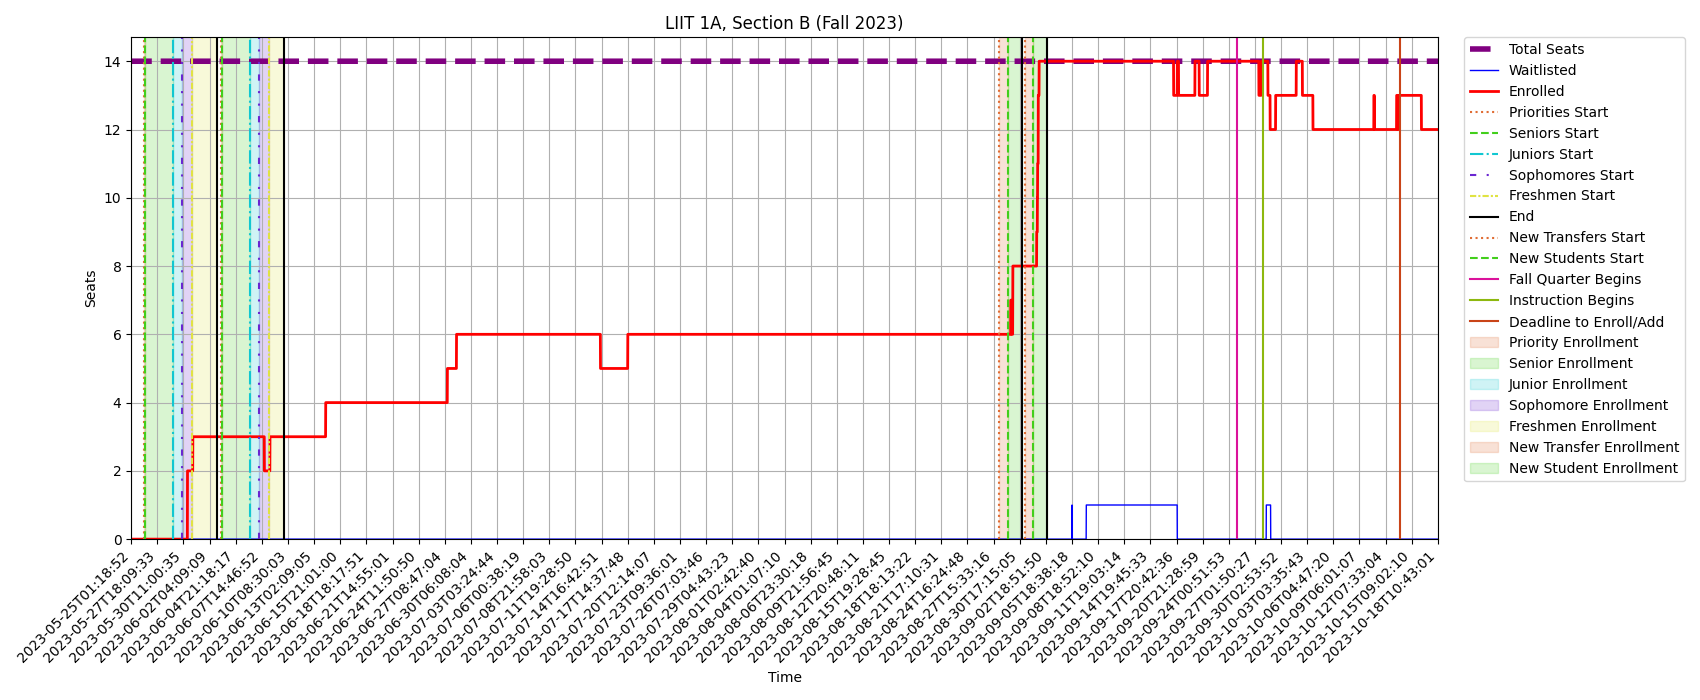 LIIT 1A, Section B (Fall 2023)
Seats
14
12
10
8
6
4
2
0
2023-05-25T01:18:52
2023-05-27T18:09:33
2023-05-30T11:00:35
2023-06-02T04:09:09
2023-06-04T21:18:17
2023-06-07T14:46:52
2023-06-10T08:30:03
2023-06-13T02:09:05
2023-06-15T21:01:00
2023-06-18T18:17:51
2023-06-21T14:55:01
2023-06-24T11:50:50
2023-06-27T08:47:04
2023-06-30T06:08:04
2023-07-03T03:24:44
2023-07-06T00:38:19
2023-07-08T21:58:03
2023-07-11T19:28:50
2023-07-14T16:42:51
2023-07-17T14:37:48
2023-07-20T12:14:07
2023-07-23T09:36:01
2023-07-26T07:03:46
2023-07-29T04:43:23
2023-08-01T02:42:40
2023-08-04T01:07:10
2023-08-06T23:30:18
2023-08-09T21:56:45
2023-08-12T20:48:11
2023-08-15T19:28:45
2023-08-18T18:13:22
2023-08-21T17:10:31
2023-08-24T16:24:48
2023-08-27T15:33:16
2023-08-30T17:15:05
2023-09-02T18:51:50
2023-09-05T18:38:18
2023-09-08T18:52:10
2023-09-11T19:03:14
2023-09-14T19:45:33
2023-09-17T20:42:36
2023-09-20T21:28:59
2023-09-24T00:51:53
2023-09-27T01:50:27
2023-09-30T02:53:52
2023-10-03T03:35:43
2023-10-06T04:47:20
2023-10-09T06:01:07
2023-10-12T07:33:04
2023-10-15T09:02:10
2023-10-18T10:43:01
Time
Total Seats
Waitlisted
Enrolled
Priorities Start
Seniors Start
Juniors Start
Sophomores Start
Freshmen Start
End
New Transfers Start
New Students Start
Fall Quarter Begins
Instruction Begins
Deadline to Enroll/Add
Priority Enrollment
Senior Enrollment
Junior Enrollment
Sophomore Enrollment
Freshmen Enrollment
New Transfer Enrollment
New Student Enrollment